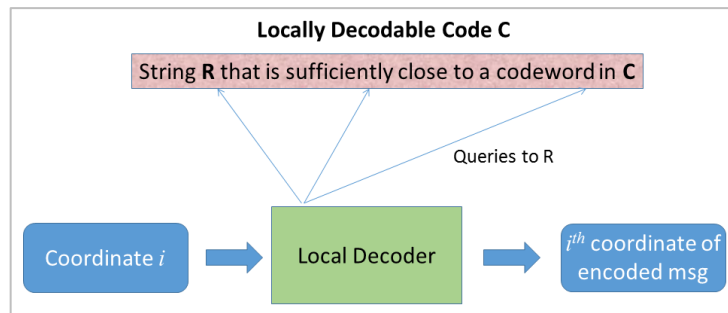 Locally Decodable Code C
String R that is sufficiently close to a codeword in C
Queries to R
Coordinate i
Local Decoder
ith coordinate of
encoded msg